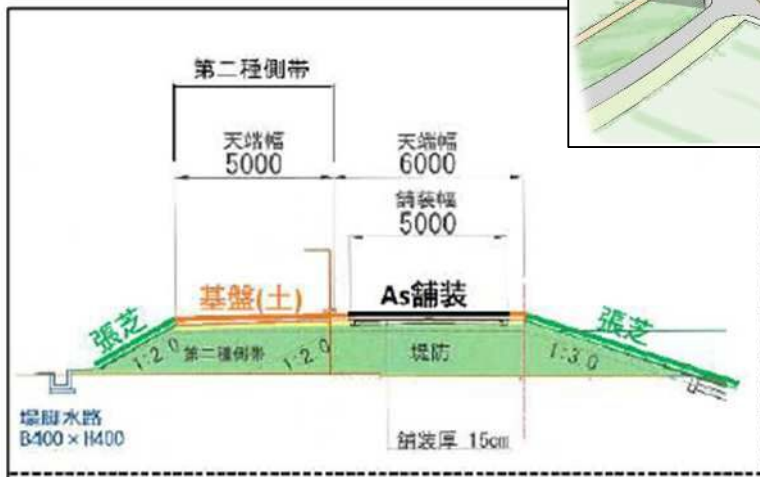 第二種側帯
天端幅
5000
天端幅
6000
舗装幅
5000
基盤(土)
As舗装
張芝
張芝
1:2.0
第二種側帯
1:2.0
堤防
1:3.0
堤脚水路
B400×H400
舗装厚 15cm